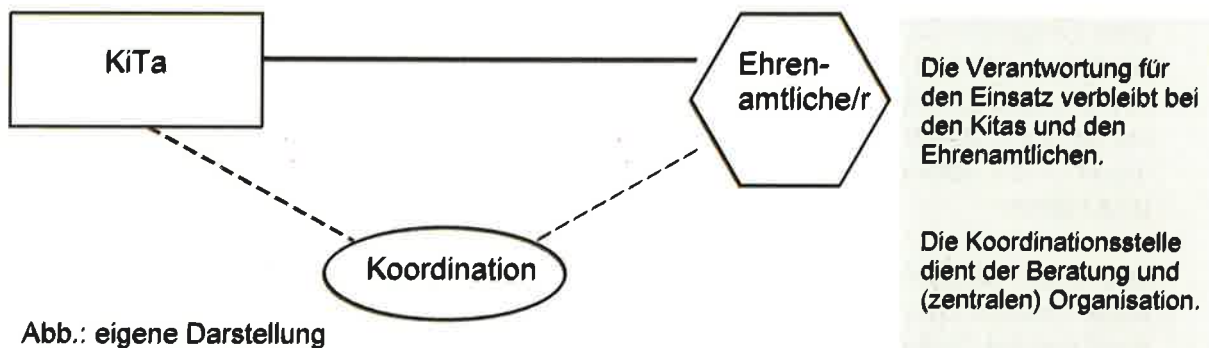 KiTa
Ehren-
amtliche/r
Koordination
Abb.: eigene Darstellung
Die Verantwortung für
den Einsatz verbleibt bei
den Kitas und den
Ehrenamtlichen.
Die Koordinationsstelle
dient der Beratung und
(zentralen) Organisation.